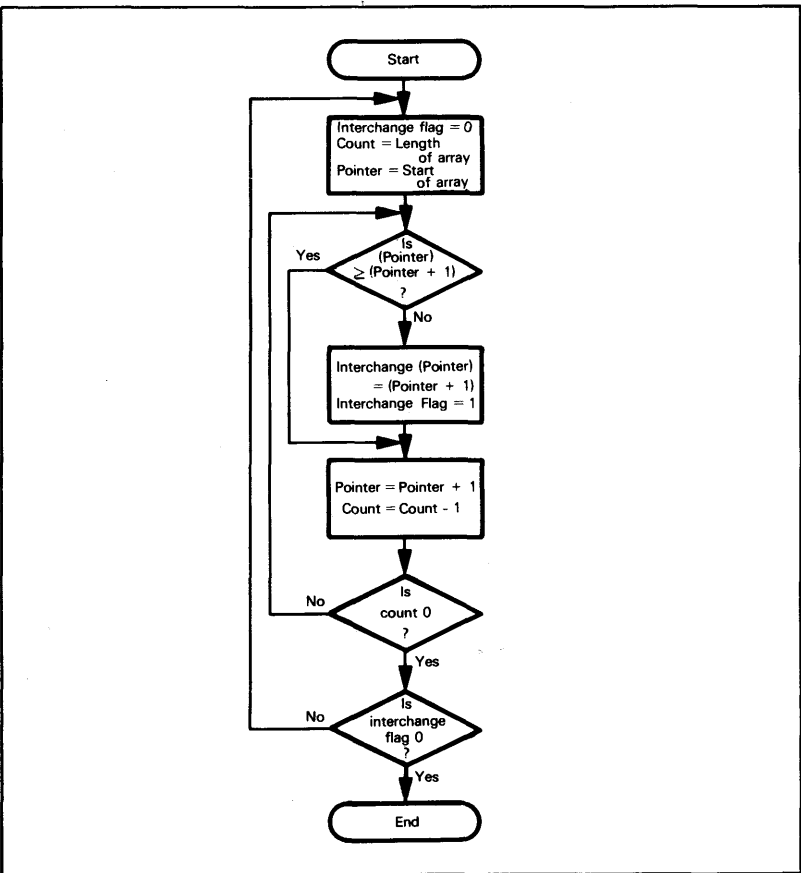 Start
Interchange flag = 0
Count = Length
of array
Pointer = Start
of array
Is
(Pointer)
≥ (Pointer + 1)
?
Yes
No
Interchange (Pointer)
= (Pointer + 1)
Interchange Flag = 1
Pointer = Pointer + 1
Count = Count - 1
Is
count 0
?
No
Yes
Is
interchange
flag 0
?
No
Yes
End